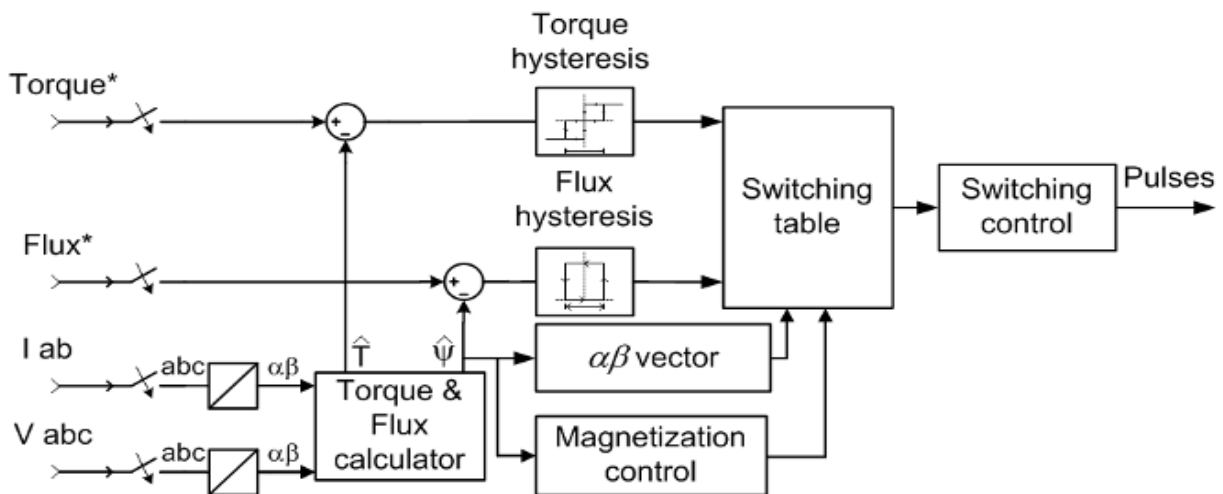 Torque
hysteresis
Torque*
+
-
Flux
hysteresis
Switching
table
Switching
control
Pulses
Flux*
+
-
I ab
abc
αβ
T̂
ψ̂
αβ vector
Torque &
Flux
calculator
V abc
abc
αβ
Magnetization
control